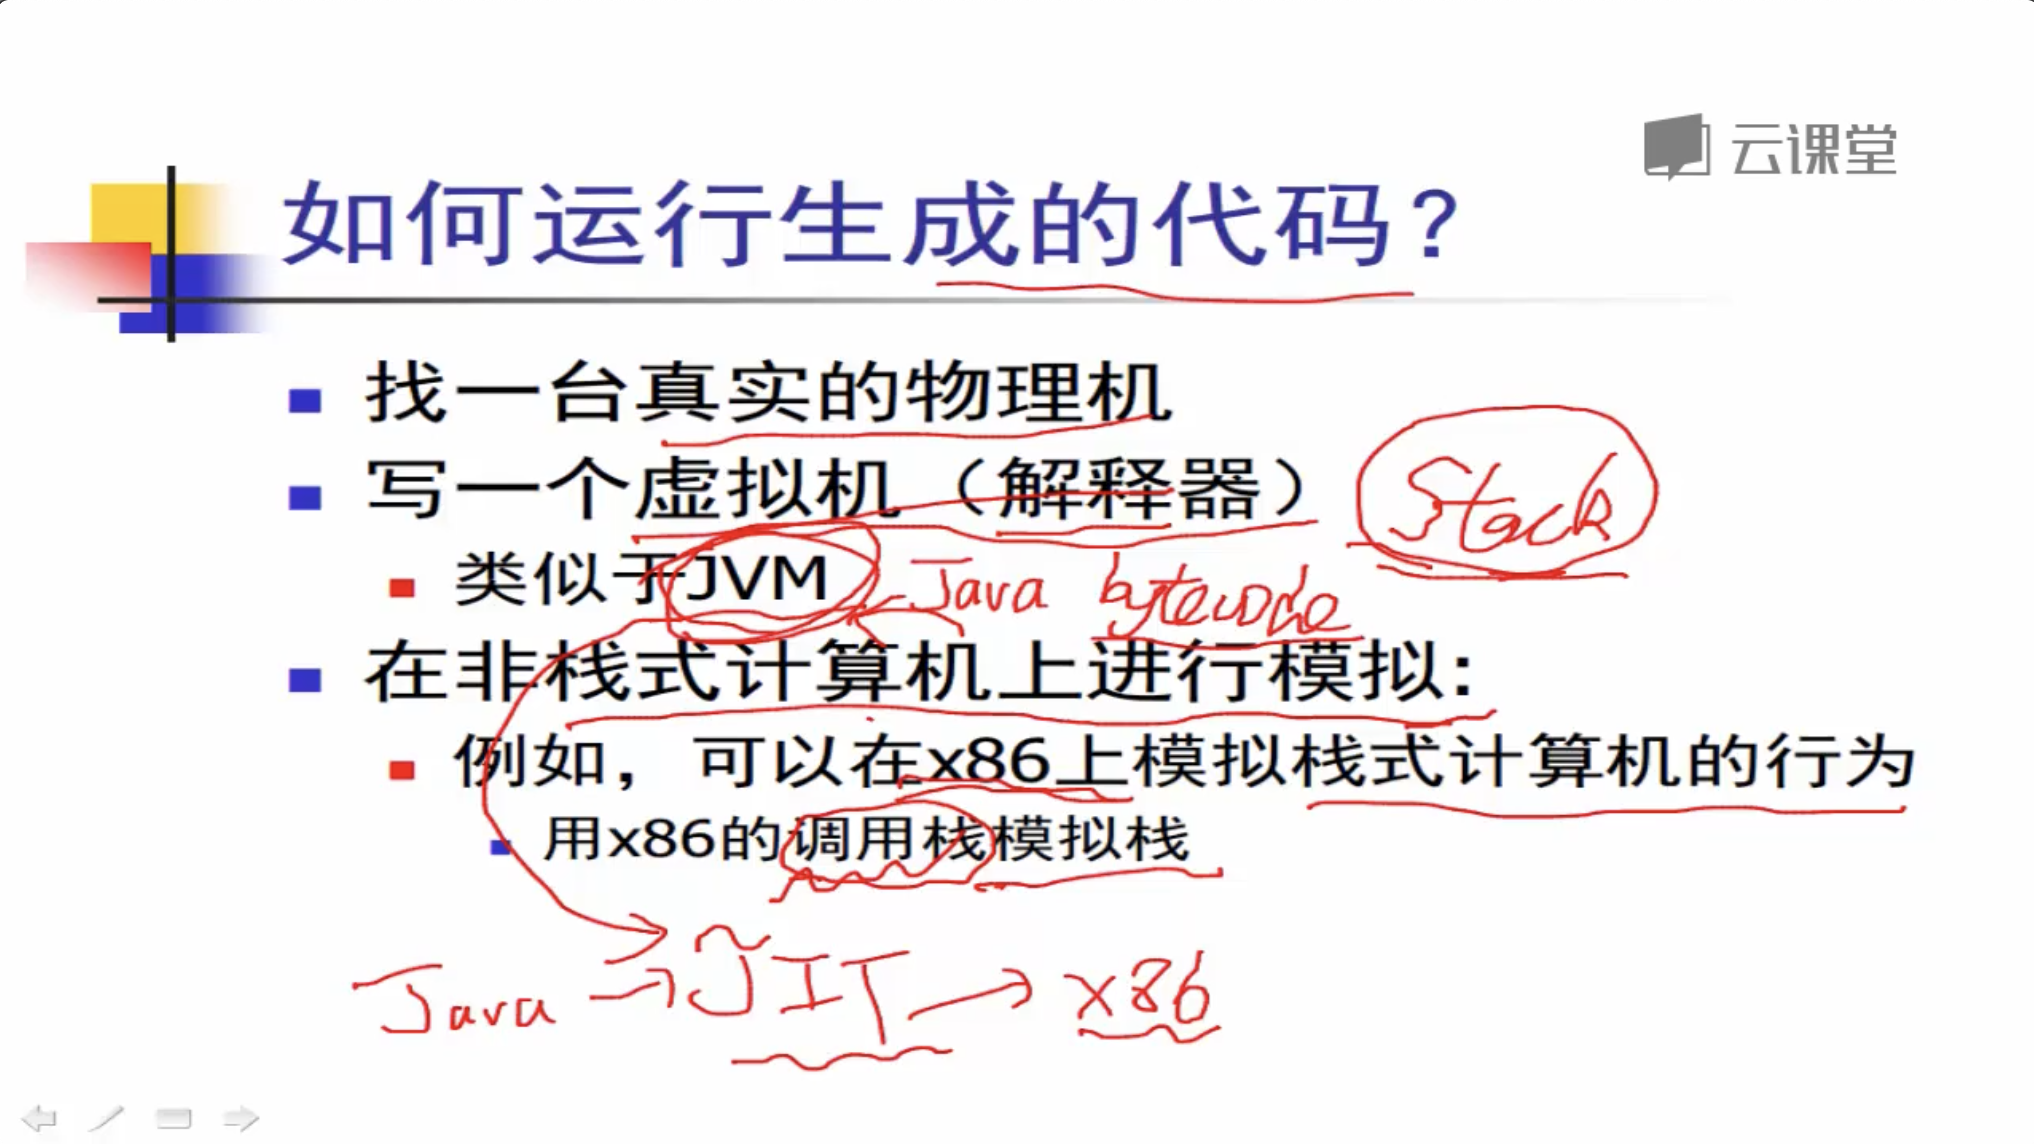 云课堂
如何运行生成的代码？
找一台真实的物理机
写一个虚拟机（解释器）
Stack
类似于JVM
Java bytecode
在非栈式计算机上进行模拟：
例如，可以在x86上模拟栈式计算机的行为
用x86的调用栈模拟栈
Java → JIT → x86